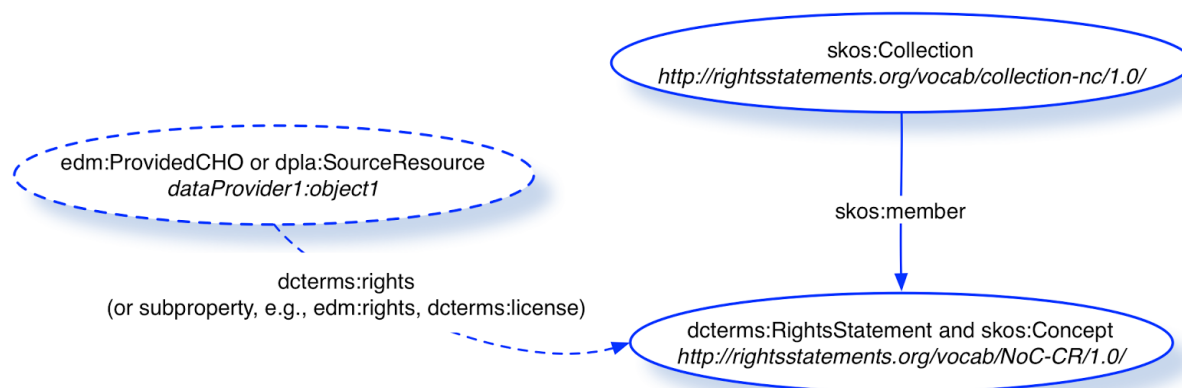 skos:Collection
http://rightsstatements.org/vocab/collection-nc/1.0/
edm:ProvidedCHO or dpla:SourceResource
dataProvider1:object1
skos:member
dcterms:rights
(or subproperty, e.g., edm:rights, dcterms:license)
dcterms:RightsStatement and skos:Concept
http://rightsstatements.org/vocab/NoC-CR/1.0/